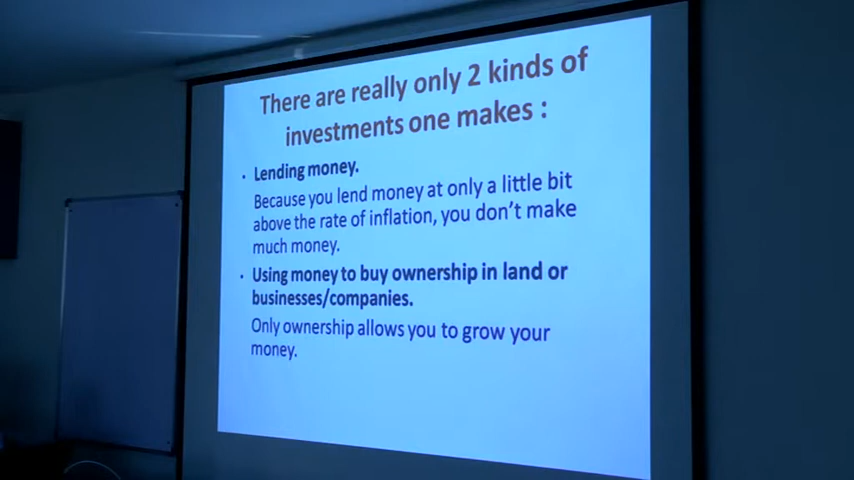 There are really only 2 kinds of
investments one makes :
• Lending money.
Because you lend money at only a little bit
above the rate of inflation, you don't make
much money.
• Using money to buy ownership in land or
businesses/companies.
Only ownership allows you to grow your
money.